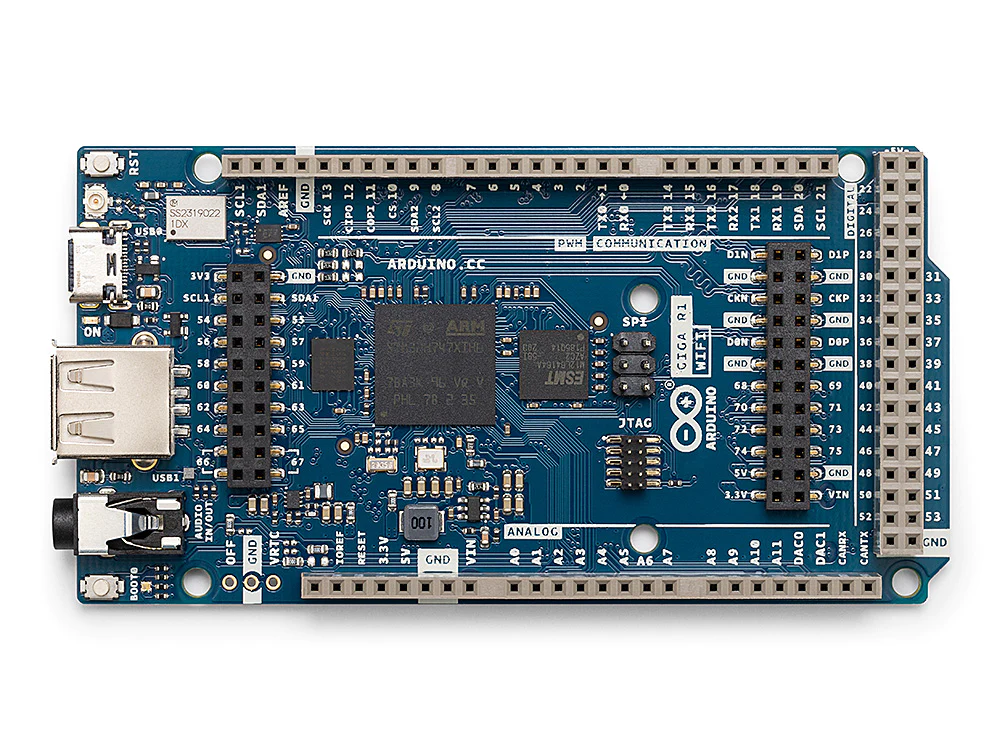 RST
SCL1
SDA1
AREF
GND
SCK 13
CIPO 12
COPI 11
CS 10
SDA2 9
SCL2 8
7
6
5
4
3
2
TX0 1
RX0 0
TX3 14
RX3 15
TX2 16
RX2 17
TX1 18
RX1 19
SDA 20
SCL 21
5V
22
24
26
28
30
32
34
36
38
40
42
44
46
48
50
52
DIGITAL
31
33
35
37
39
41
43
45
47
49
51
53
GND
PWM
COMMUNICATION
SS2319022
1DX
USB0
ON
ARDUINO.CC
3V3
GND
SCL1
SDA1
54
55
56
57
58
59
60
61
62
63
64
65
66
67
ARM
PHL 78
ESMT
SPI
GIGA R1
WIFI
ARDUINO
JTAG
D1N
D1P
GND
GND
CKN
CKP
GND
GND
D0N
D0P
GND
GND
68
69
70
71
72
73
74
75
5V
GND
3.3V
VIN
USB1
AUDIO
IN/OUT
BOOT0
100
OFF
GND
VRTC
IOREF
RESET
3.3V
5V
GND
VIN
ANALOG
A0
A1
A2
A3
A4
A5
A6
A7
A8
A9
A10
A11
DAC0
DAC1
CANRX
CANTX